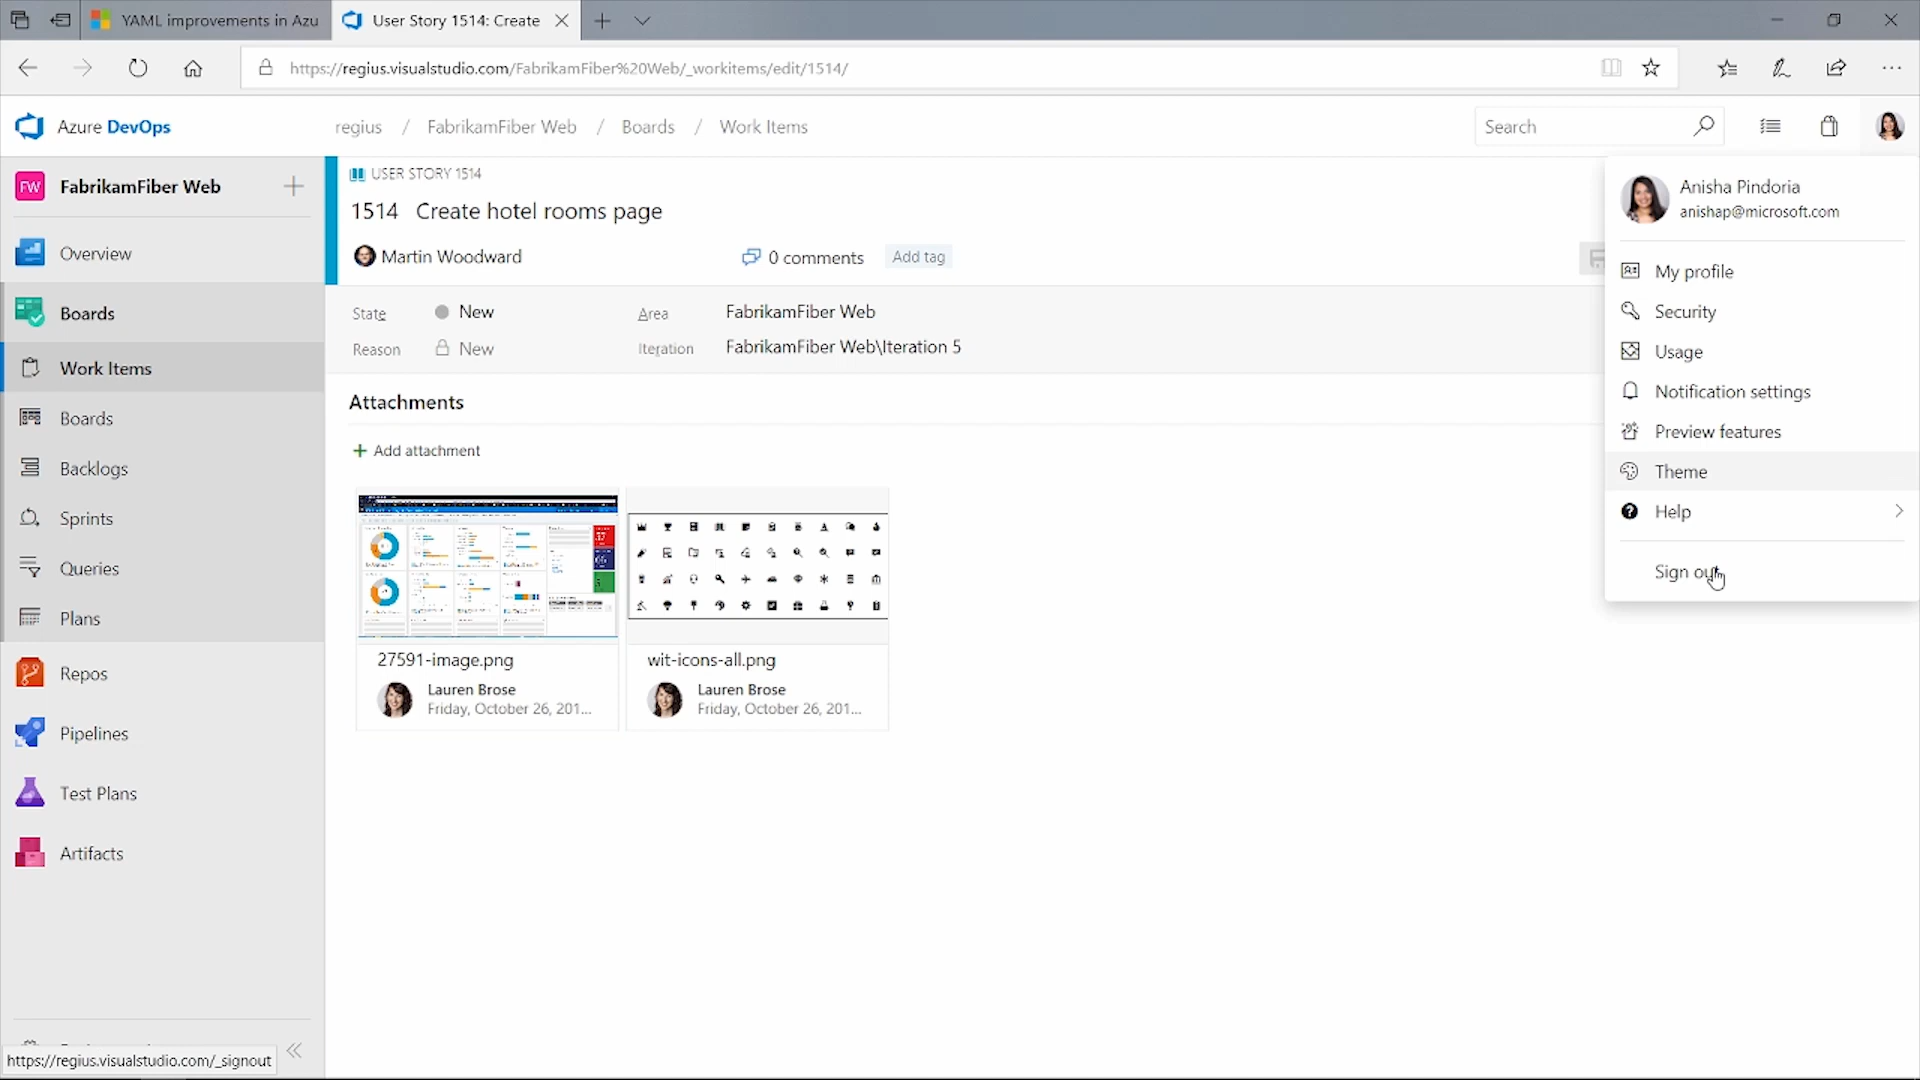 YAML improvements in Azu
User Story 1514: Create
https://regius.visualstudio.com/FabrikamFiber%20Web/_workitems/edit/1514/
Azure DevOps
regius / FabrikamFiber Web / Boards / Work Items
Search
FW FabrikamFiber Web
Overview
Boards
Work Items
Boards
Backlogs
Sprints
Queries
Plans
Repos
Pipelines
Test Plans
Artifacts
https://regius.visualstudio.com/_signout
USER STORY 1514
1514 Create hotel rooms page
Martin Woodward
0 comments
Add tag
State New
Area FabrikamFiber Web
Reason New
Iteration FabrikamFiber Web\Iteration 5
Attachments
+ Add attachment
27591-image.png
Lauren Brose
Friday, October 26, 201...
wit-icons-all.png
Lauren Brose
Friday, October 26, 201...
Anisha Pindoria
anishap@microsoft.com
My profile
Security
Usage
Notification settings
Preview features
Theme
Help
Sign out